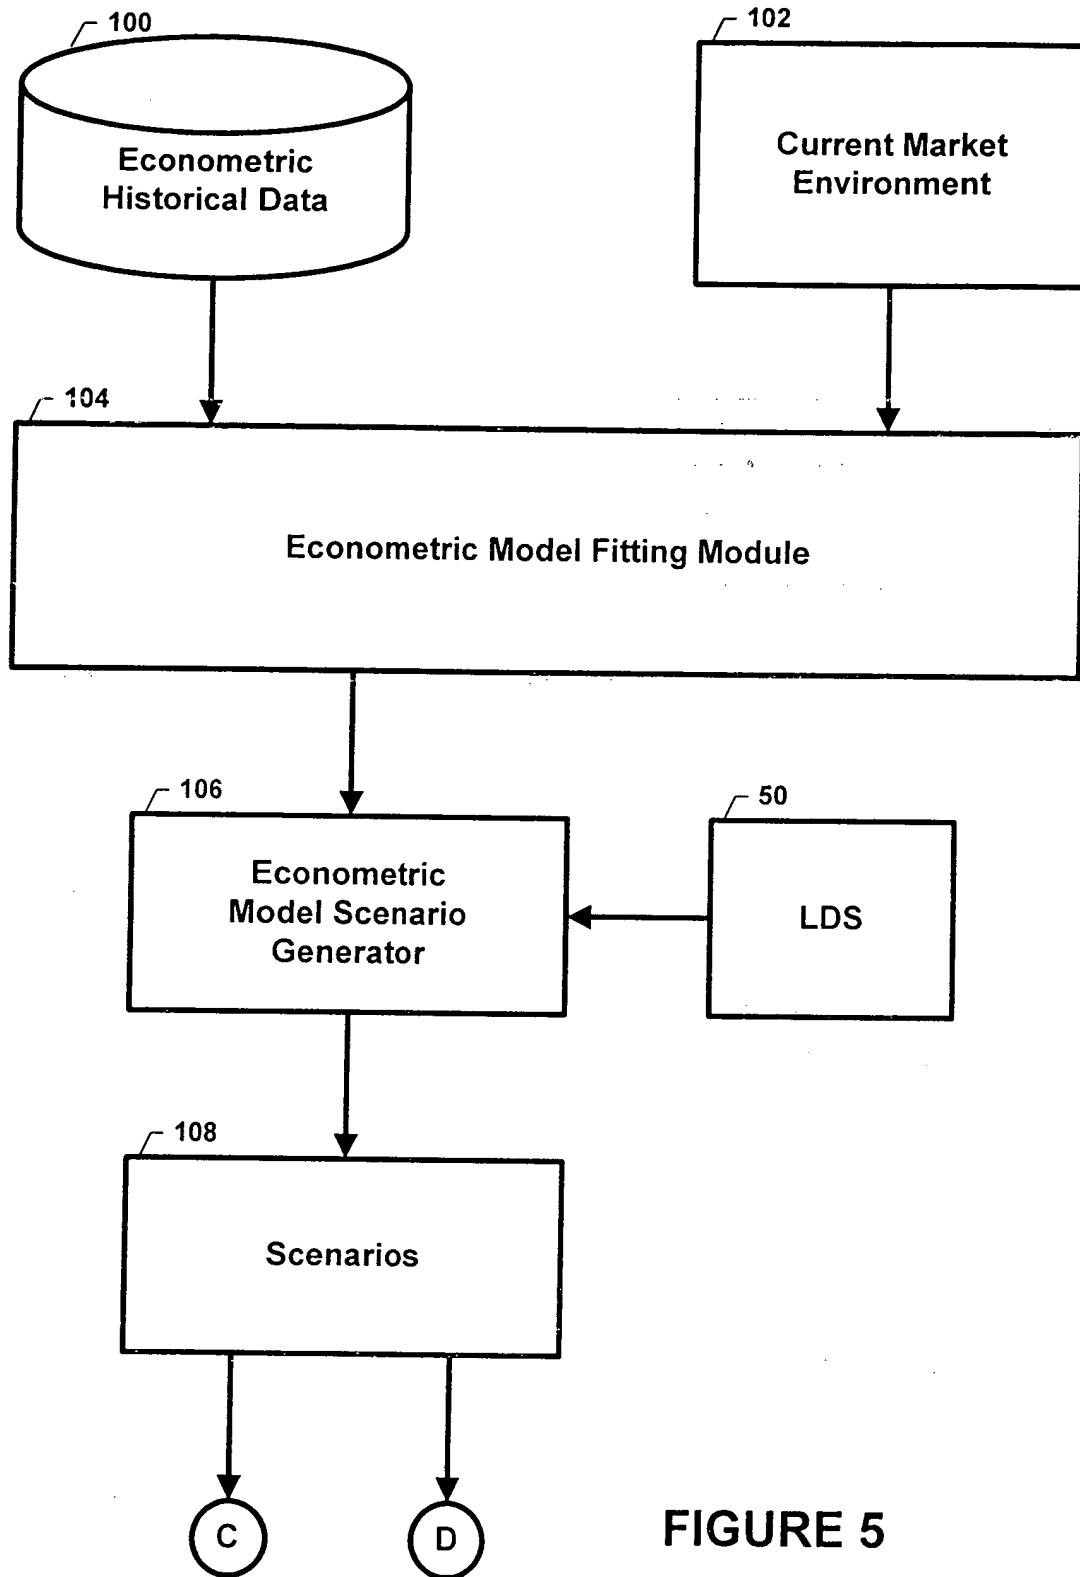 100
102
Econometric
Historical Data
Current Market
Environment
104
Econometric Model Fitting Module
106
50
Econometric
Model Scenario
Generator
LDS
108
Scenarios
C
D
FIGURE 5